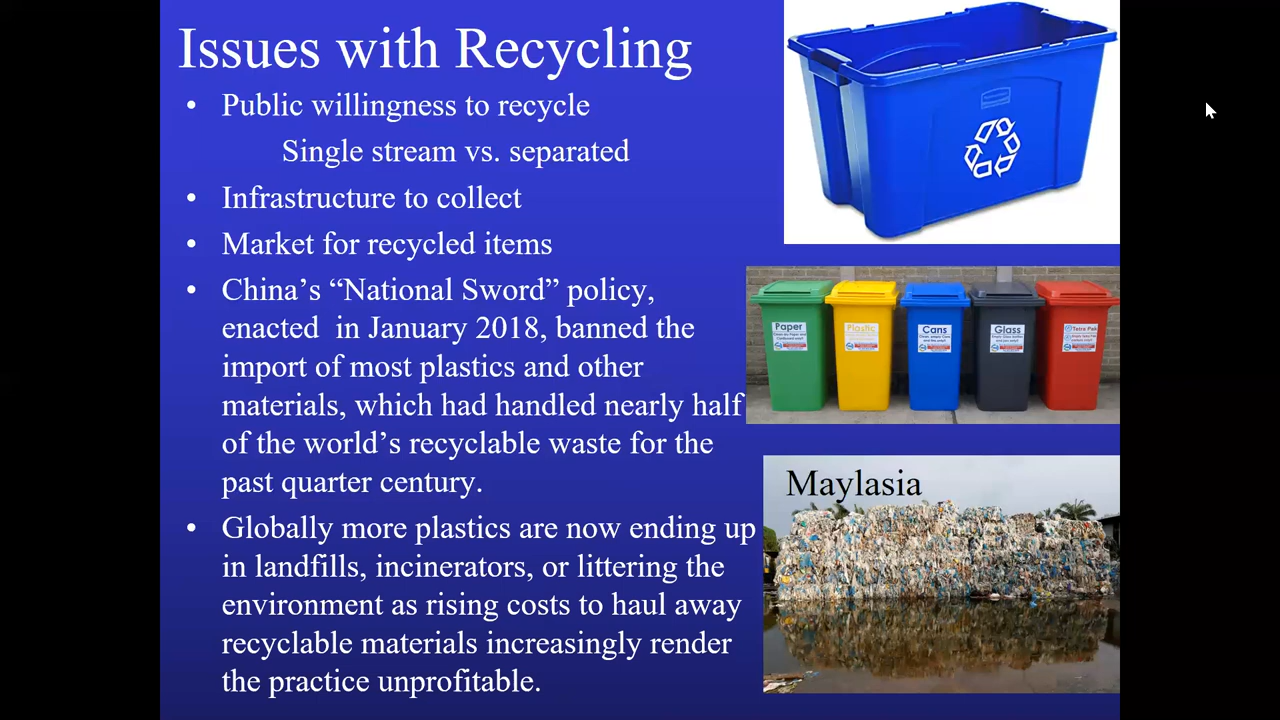 Issues with Recycling
• Public willingness to recycle
Single stream vs. separated
• Infrastructure to collect
• Market for recycled items
• China’s “National Sword” policy,
enacted  in January 2018, banned the
import of most plastics and other
materials, which had handled nearly half
of the world’s recyclable waste for the
past quarter century.
• Globally more plastics are now ending up
in landfills, incinerators, or littering the
environment as rising costs to haul away
recyclable materials increasingly render
the practice unprofitable.
Paper
Plastic
Cans
Glass
Tetra Pak
Maylasia